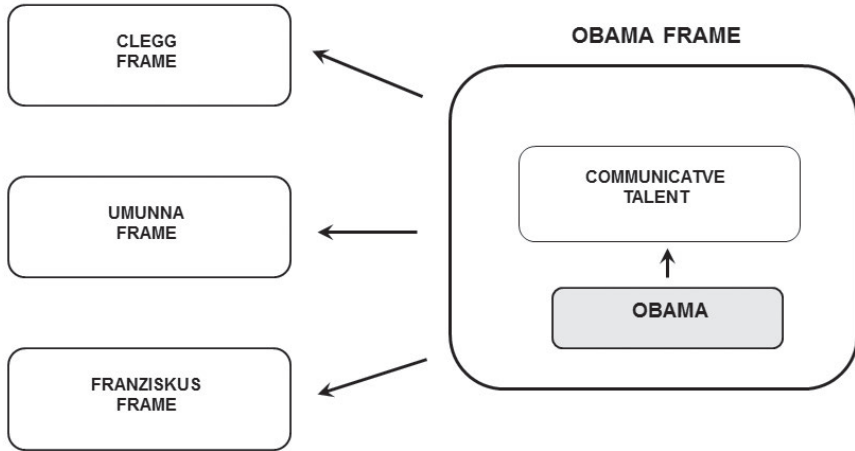 CLEGG
FRAME
UMUNNA
FRAME
FRANZISKUS
FRAME
OBAMA FRAME
COMMUNICATVE
TALENT
OBAMA